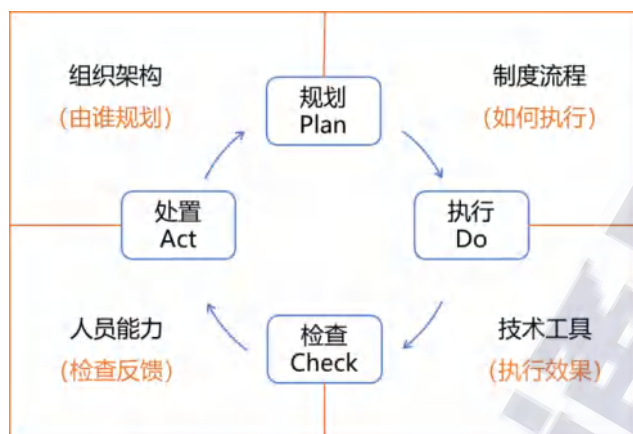 组织架构
(由谁规划)
规划
Plan
制度流程
(如何执行)
处置
Act
执行
Do
人员能力
(检查反馈)
检查
Check
技术工具
(执行效果)